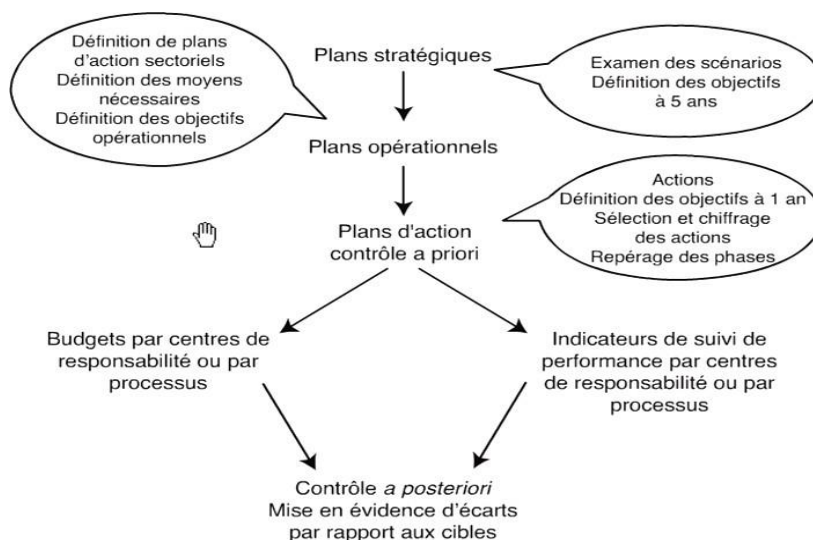 Définition de plans
d'action sectoriels
Définition des moyens
nécessaires
Définition des objectifs
opérationnels
Plans stratégiques
Examen des scénarios
Définition des objectifs
à 5 ans
Plans opérationnels
Actions
Définition des objectifs à 1 an
Sélection et chiffrage
des actions
Repérage des phases
Plans d'action
contrôle a priori
Budgets par centres de
responsabilité ou par
processus
Indicateurs de suivi de
performance par centres
de responsabilité ou par
processus
Contrôle a posteriori
Mise en évidence d'écarts
par rapport aux cibles